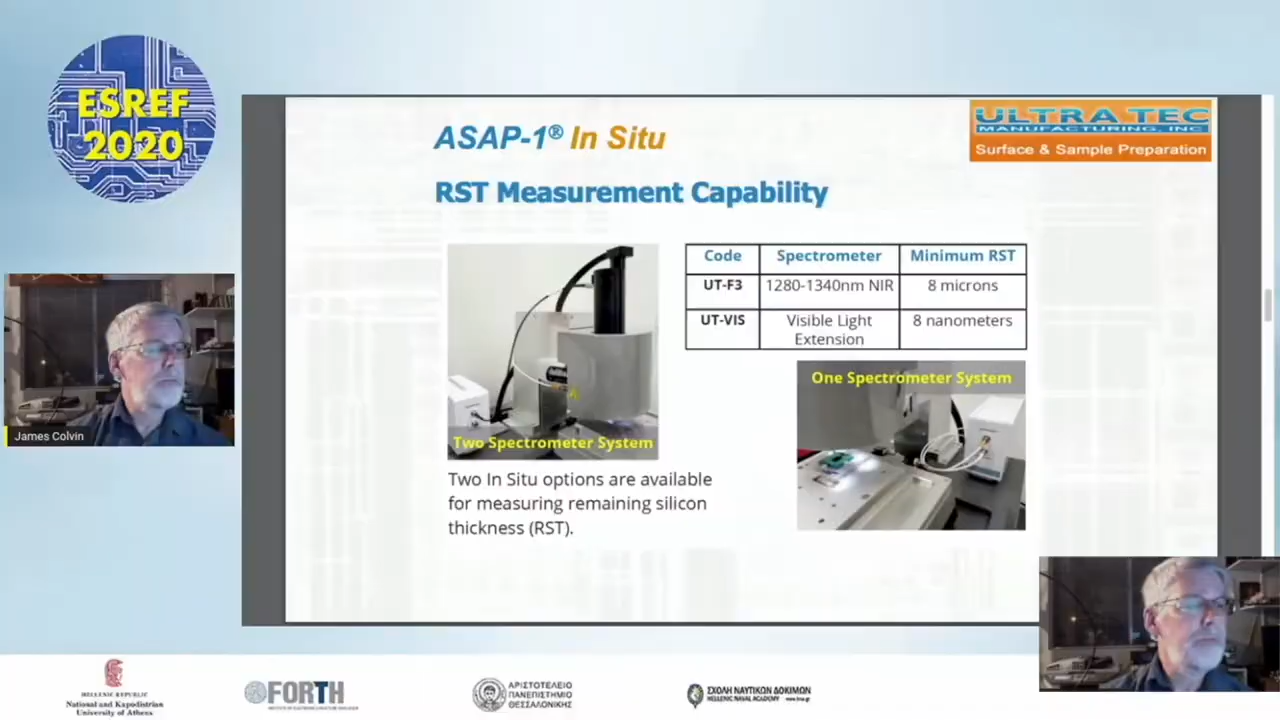 ESREF
2020
ULTRA TEC
MANUFACTURING, INC
Surface & Sample Preparation
ASAP-1® In Situ
RST Measurement Capability
Code Spectrometer Minimum RST
UT-F3 1280-1340nm NIR 8 microns
UT-VIS Visible Light Extension 8 nanometers
Two Spectrometer System
One Spectrometer System
Two In Situ options are available
for measuring remaining silicon
thickness (RST).
James Colvin
HELLENIC REPUBLIC
National and Kapodistrian
University of Athens
FORTH
ΑΡΙΣΤΟΤΕΛΕΙΟ
ΠΑΝΕΠΙΣΤΗΜΙΟ
ΘΕΣΣΑΛΟΝΙΚΗΣ
ΣΧΟΛΗ ΝΑΥΤΙΚΩΝ ΔΟΚΙΜΩΝ
HELLENIC NAVAL ACADEMY